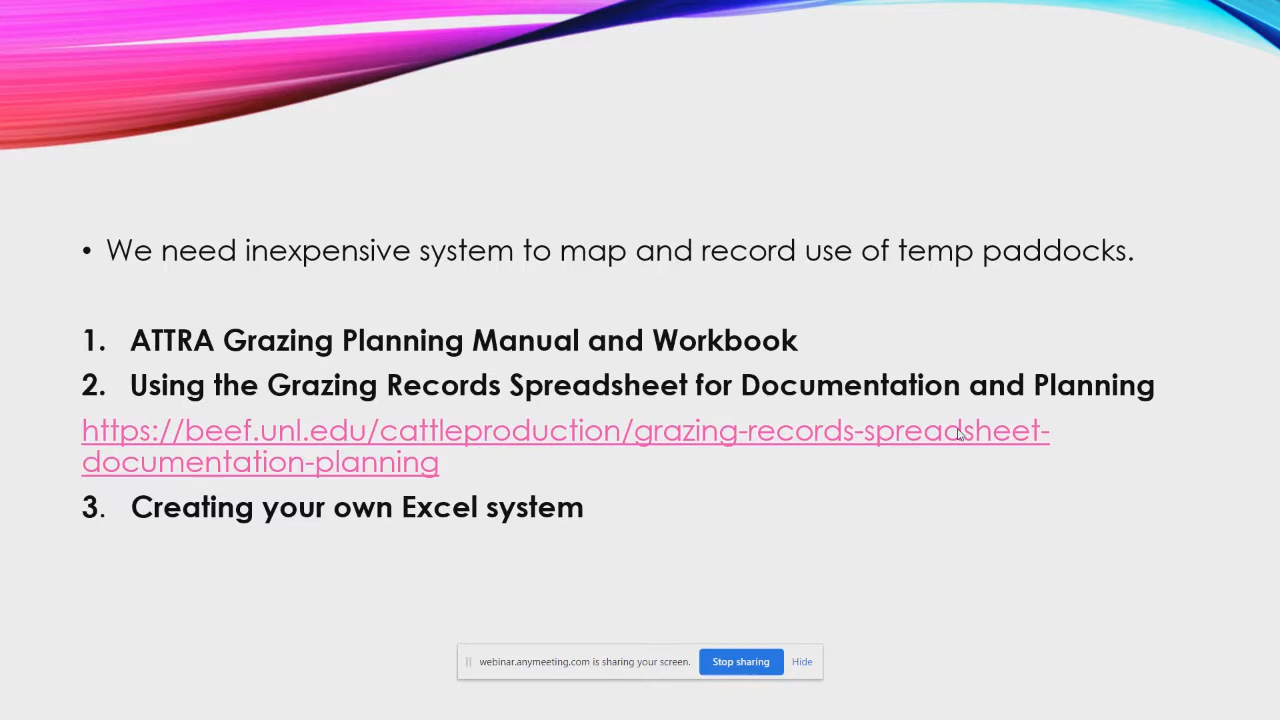 • We need inexpensive system to map and record use of temp paddocks.
1. ATTRA Grazing Planning Manual and Workbook
2. Using the Grazing Records Spreadsheet for Documentation and Planning
https://beef.unl.edu/cattleproduction/grazing-records-spreadsheet-
documentation-planning
3. Creating your own Excel system
webinar.anymeeting.com is sharing your screen. Stop sharing Hide